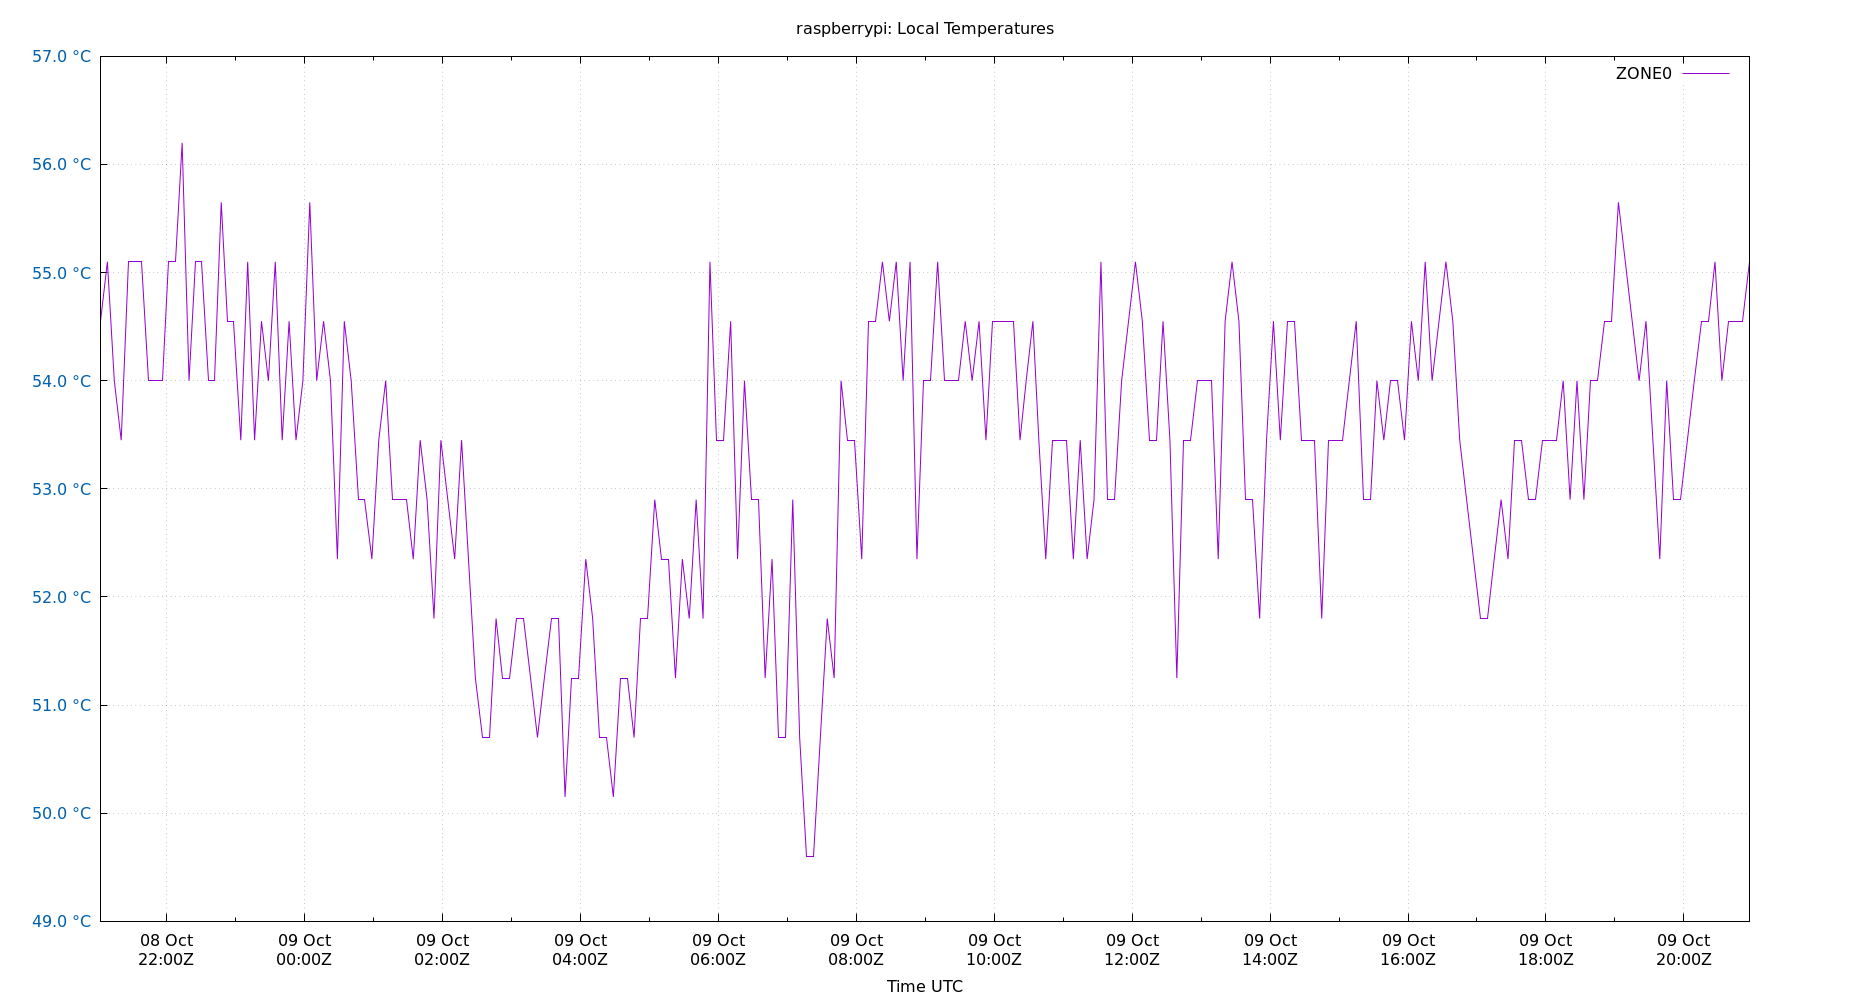 raspberrypi: Local Temperatures
57.0 °C
ZONE0
56.0 °C
55.0 °C
54.0 °C
53.0 °C
52.0 °C
51.0 °C
50.0 °C
49.0 °C
08 Oct 09 Oct 09 Oct 09 Oct 09 Oct 09 Oct 09 Oct 09 Oct 09 Oct 09 Oct 09 Oct 09 Oct
22:00Z 00:00Z 02:00Z 04:00Z 06:00Z 08:00Z 10:00Z 12:00Z 14:00Z 16:00Z 18:00Z 20:00Z
Time UTC